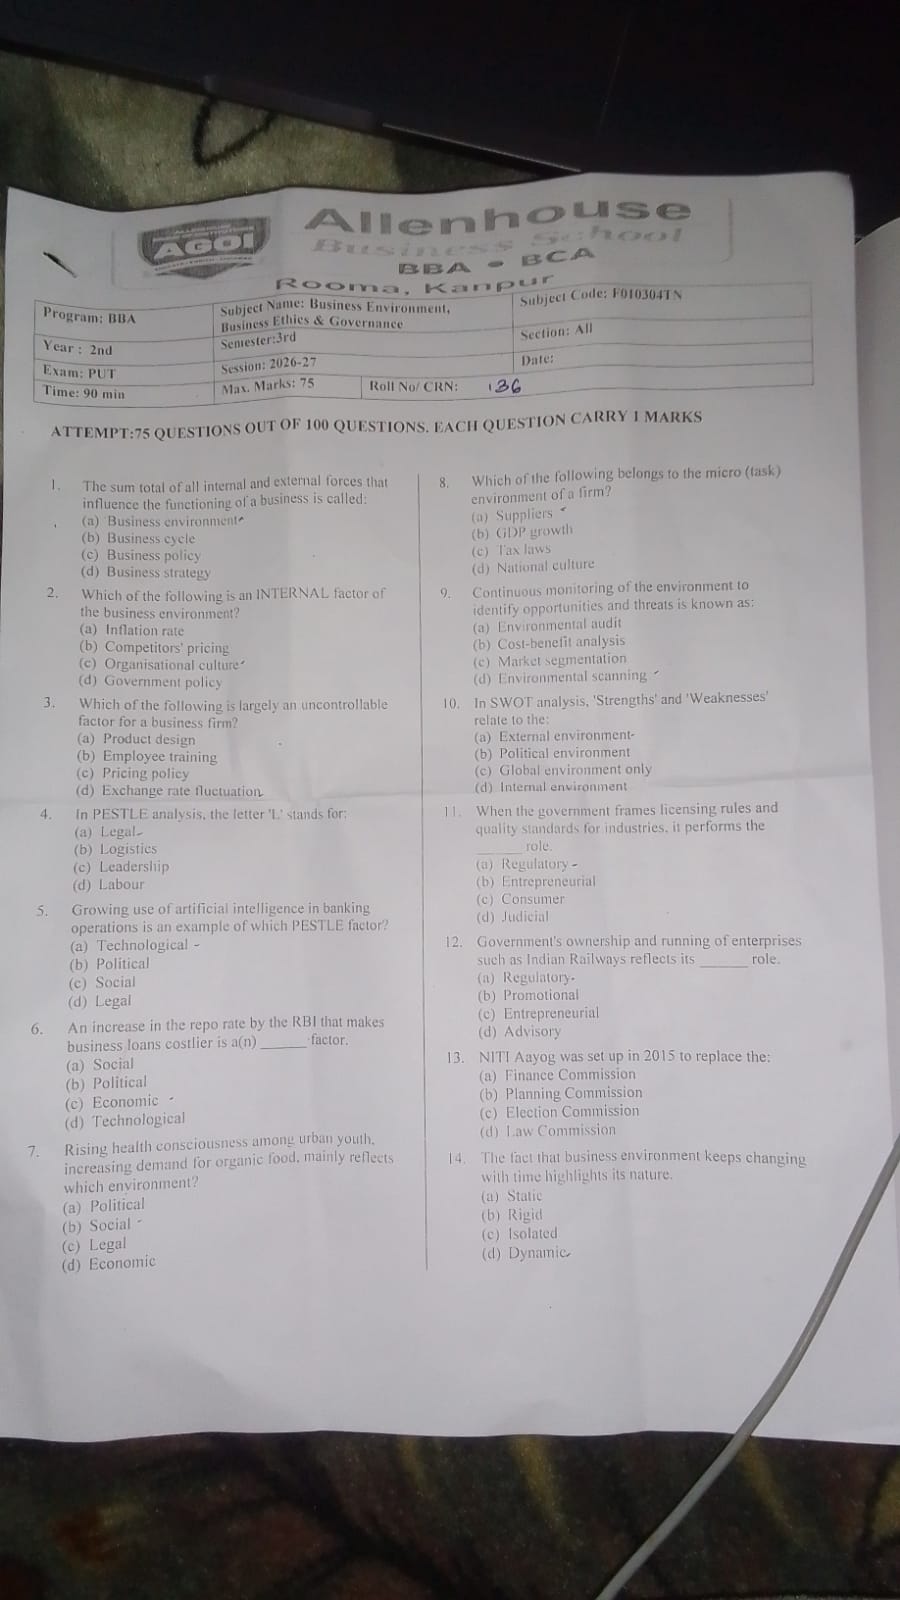 AGOI
Allenhouse
Business School
BBA • BCA
Rooma, Kanpur
Program: BBA
Subject Name: Business Environment,
Business Ethics & Governance
Subject Code: F010304TN
Year : 2nd
Semester:3rd
Section: All
Exam: PUT
Session: 2026-27
Date:
Time: 90 min
Max. Marks: 75
Roll No/ CRN: 136
ATTEMPT:75 QUESTIONS OUT OF 100 QUESTIONS. EACH QUESTION CARRY 1 MARKS
1. The sum total of all internal and external forces that
influence the functioning of a business is called:
(a) Business environment
(b) Business cycle
(c) Business policy
(d) Business strategy
2. Which of the following is an INTERNAL factor of
the business environment?
(a) Inflation rate
(b) Competitors' pricing
(c) Organisational culture
(d) Government policy
3. Which of the following is largely an uncontrollable
factor for a business firm?
(a) Product design
(b) Employee training
(c) Pricing policy
(d) Exchange rate fluctuation
4. In PESTLE analysis, the letter 'L' stands for:
(a) Legal
(b) Logistics
(c) Leadership
(d) Labour
5. Growing use of artificial intelligence in banking
operations is an example of which PESTLE factor?
(a) Technological
(b) Political
(c) Social
(d) Legal
6. An increase in the repo rate by the RBI that makes
business loans costlier is a(n) ______ factor.
(a) Social
(b) Political
(c) Economic
(d) Technological
7. Rising health consciousness among urban youth,
increasing demand for organic food, mainly reflects
which environment?
(a) Political
(b) Social
(c) Legal
(d) Economic
8. Which of the following belongs to the micro (task)
environment of a firm?
(a) Suppliers
(b) GDP growth
(c) Tax laws
(d) National culture
9. Continuous monitoring of the environment to
identify opportunities and threats is known as:
(a) Environmental audit
(b) Cost-benefit analysis
(c) Market segmentation
(d) Environmental scanning
10. In SWOT analysis, 'Strengths' and 'Weaknesses'
relate to the:
(a) External environment
(b) Political environment
(c) Global environment only
(d) Internal environment
11. When the government frames licensing rules and
quality standards for industries, it performs the
______ role.
(a) Regulatory
(b) Entrepreneurial
(c) Consumer
(d) Judicial
12. Government's ownership and running of enterprises
such as Indian Railways reflects its ______ role.
(a) Regulatory
(b) Promotional
(c) Entrepreneurial
(d) Advisory
13. NITI Aayog was set up in 2015 to replace the:
(a) Finance Commission
(b) Planning Commission
(c) Election Commission
(d) Law Commission
14. The fact that business environment keeps changing
with time highlights its nature.
(a) Static
(b) Rigid
(c) Isolated
(d) Dynamic